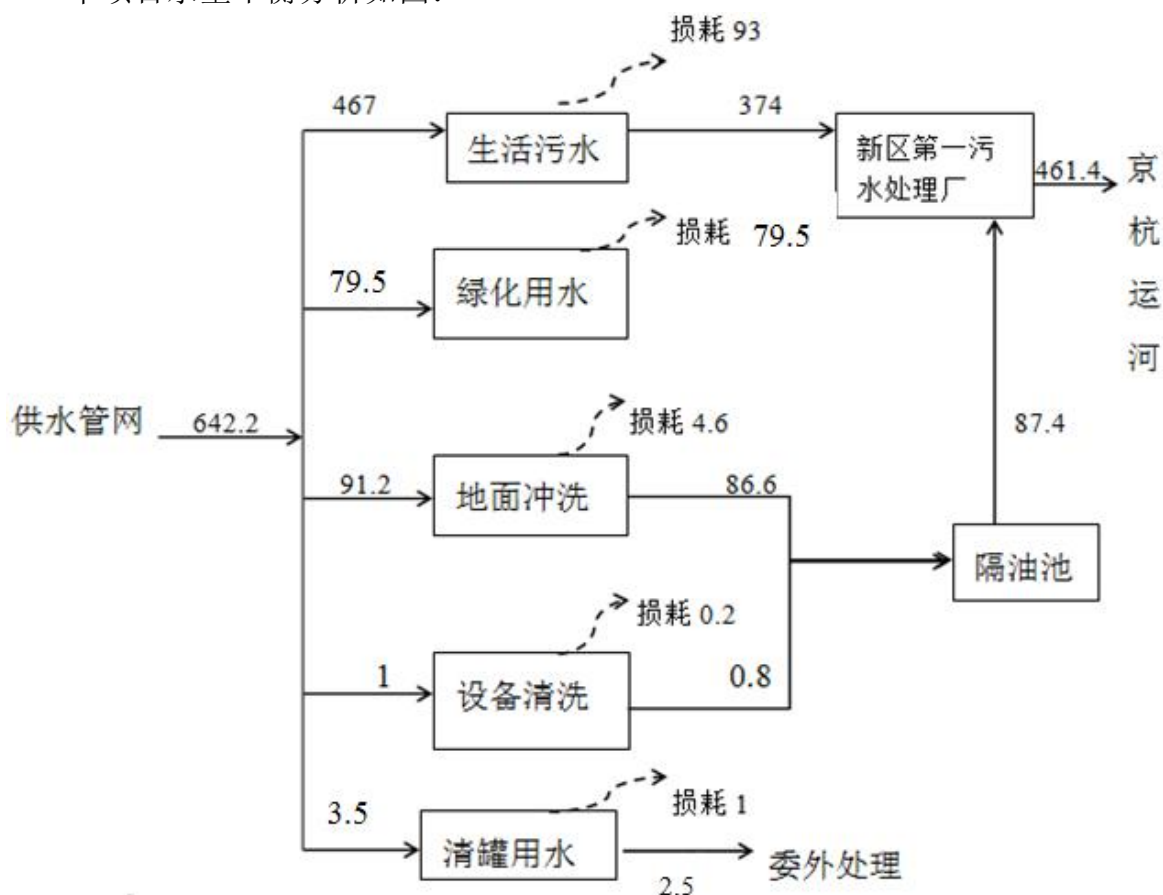 损耗 93
467
生活污水
374
新区第一污
水处理厂
461.4
京
杭
运
河
损耗 79.5
79.5
绿化用水
供水管网
642.2
损耗 4.6
91.2
地面冲洗
86.6
87.4
隔油池
损耗 0.2
1
设备清洗
0.8
损耗 1
3.5
清罐用水
2.5
委外处理